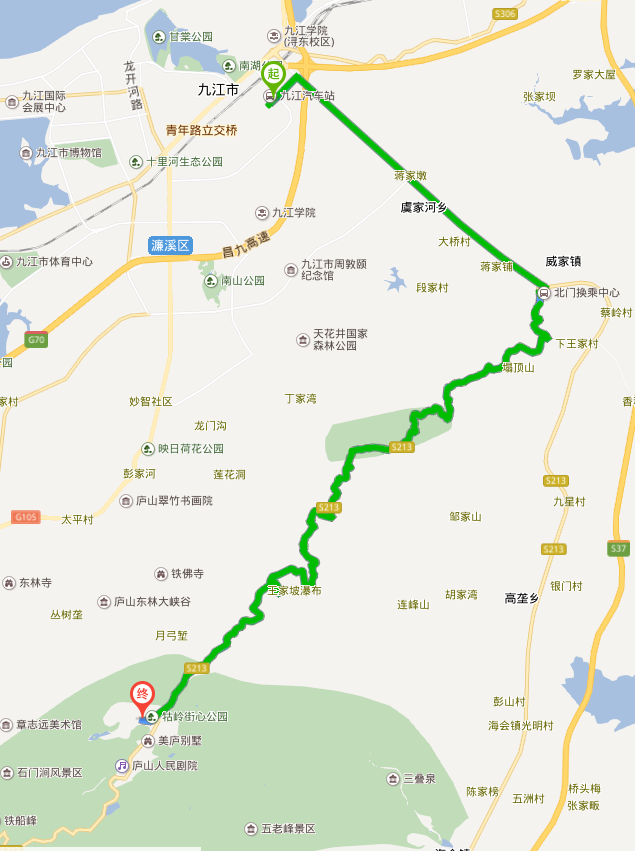 S306
甘棠公园
九江学院
(浔东校区)
南湖公
起
罗家大屋
龙开河路
九江国际
会展中心
九江市
九江汽车站
张家坝
青年路立交桥
九江市博物馆
十里河生态公园
蒋家墩
虞家河乡
九江学院
大桥村
濂溪区
昌九高速
九江市体育中心
九江市周敦颐
纪念馆
蒋家铺
威家镇
南山公园
段家村
北门换乘中心
蔡岭村
G70
天花井国家
森林公园
下王家村
园
塌顶山
家村
妙智社区
丁家湾
香
龙门沟
映日荷花公园
S213
彭家河
莲花洞
S213
庐山翠竹书画院
九星村
G105
太平村
S213
邹家山
S213
S37
铁佛寺
东林寺
银门村
王家坡瀑布
胡家湾
高垄乡
庐山东林大峡谷
连峰山
丛树垄
月弓堑
S213
终
彭山村
牯岭街心公园
章志远美术馆
海会镇光明村
美庐别墅
庐山人民剧院
石门涧风景区
三叠泉
陈家榜
桥头梅
五洲村
张家畈
铁船峰
五老峰景区